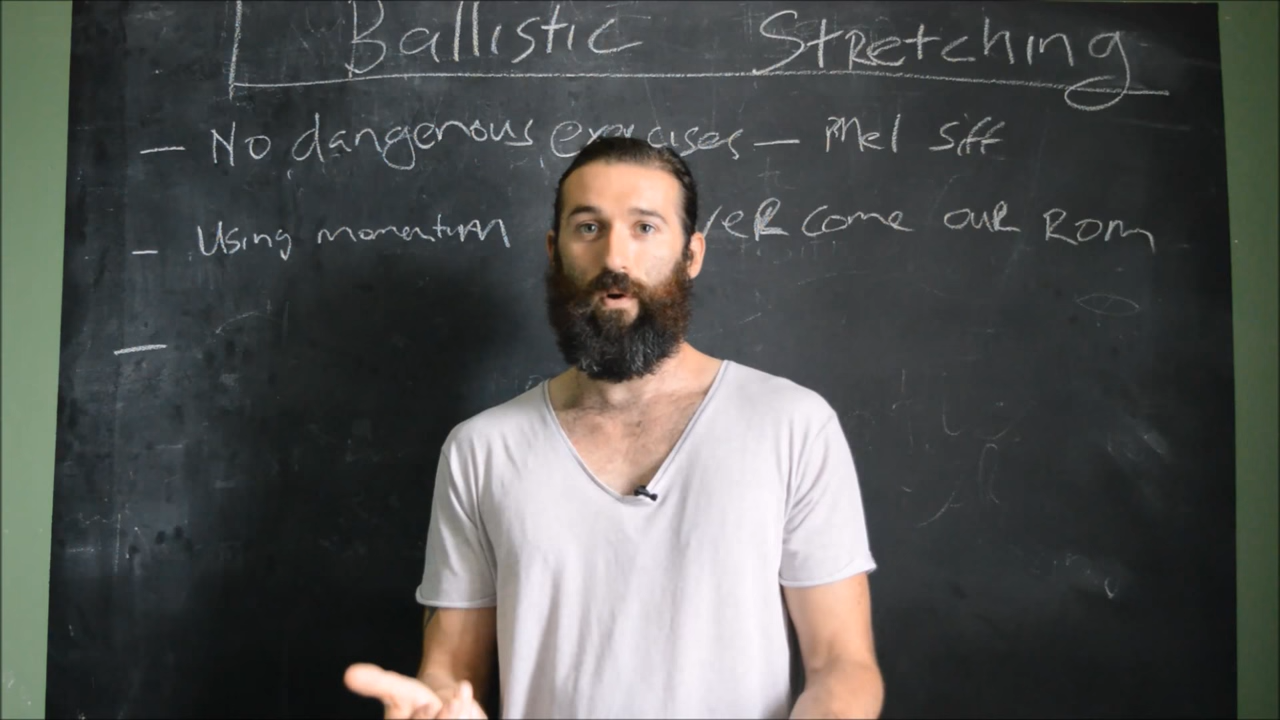 Ballistic Stretching
– No dangerous exercises – Mel Siff
– Using momentum overcome our Rom
–